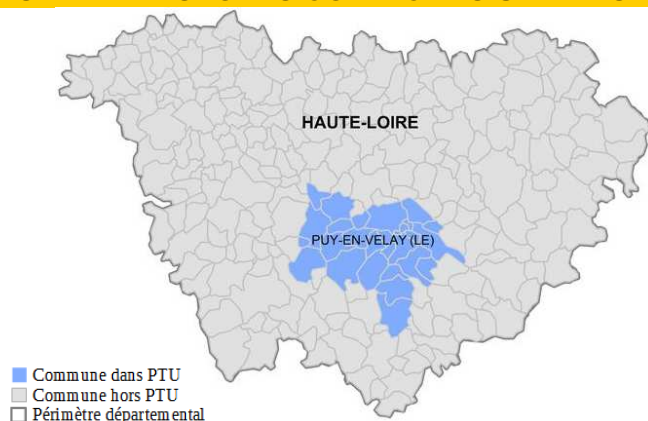 HAUTE-LOIRE
PUY-EN-VELAY (LE)
Commune dans PTU
Commune hors PTU
Périmètre départemental